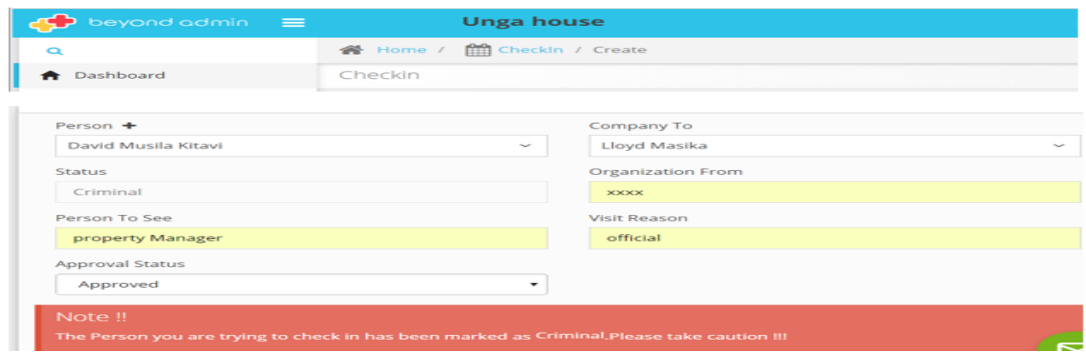 beyond admin Unga house
Home / CheckIn / Create
Dashboard Checkin
Person + Company To
David Musila Kitavi Lloyd Masika
Status Organization From
Criminal xxxx
Person To See Visit Reason
property Manager official
Approval Status
Approved
Note !!
The Person you are trying to check in has been marked as Criminal,Please take caution !!!